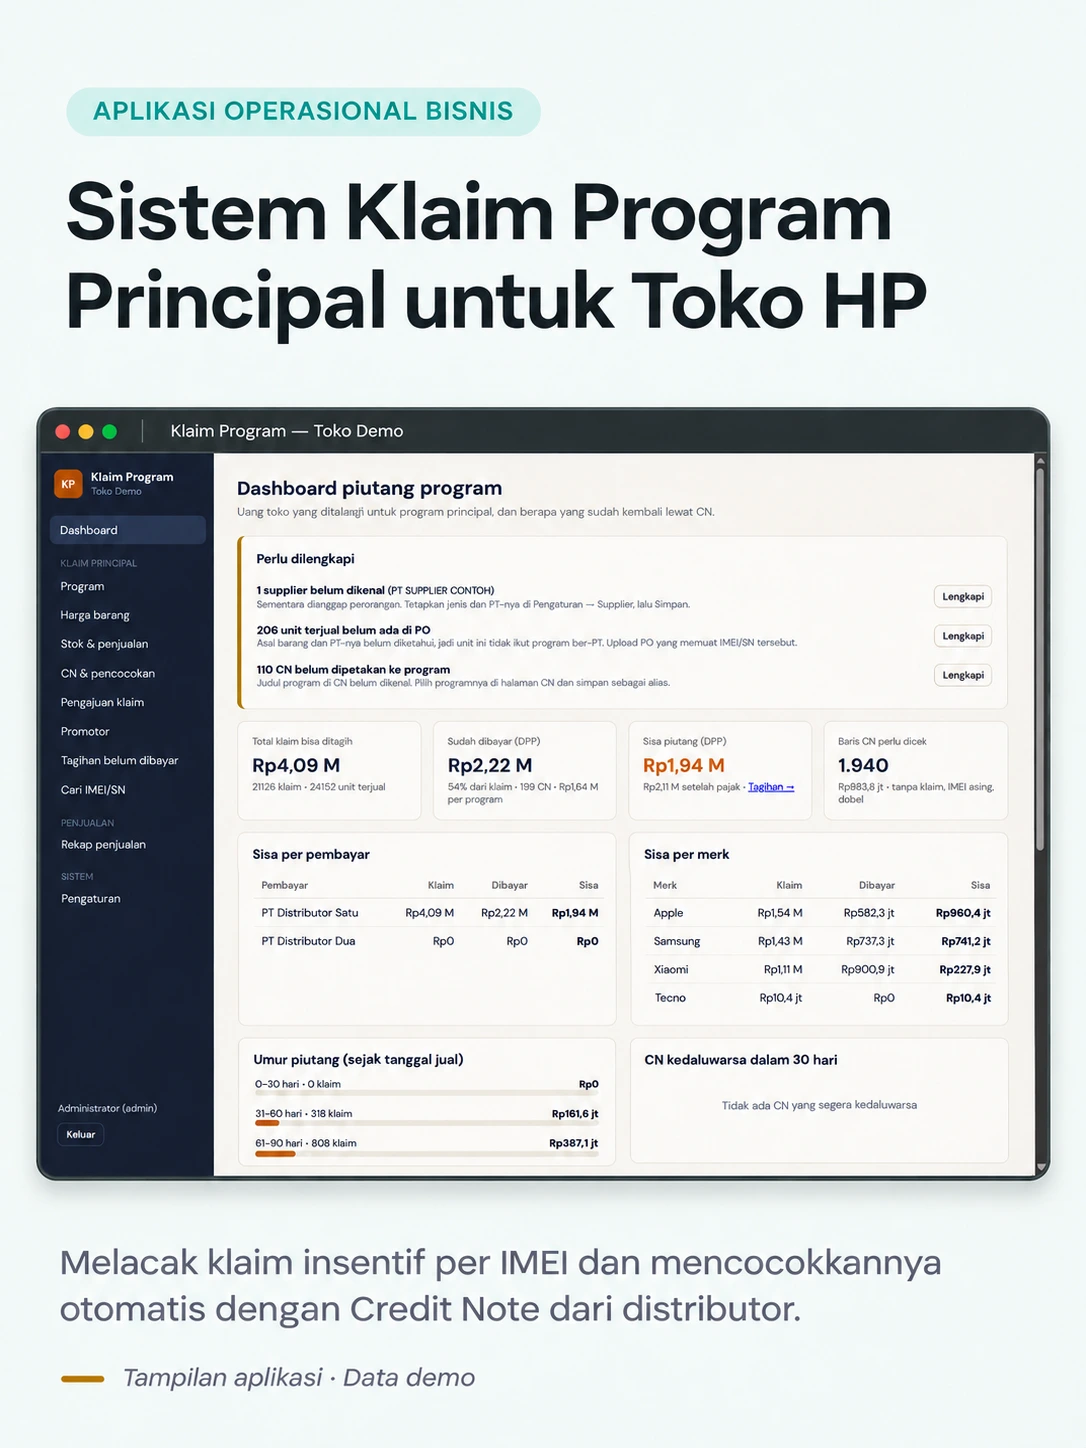 APLIKASI OPERASIONAL BISNIS
Sistem Klaim Program
Principal untuk Toko HP
Klaim Program — Toko Demo
KP
Klaim Program
Toko Demo
Dashboard
KLAIM PRINCIPAL
Program
Harga barang
Stok & penjualan
CN & pencocokan
Pengajuan klaim
Promotor
Tagihan belum dibayar
Cari IMEI/SN
PENJUALAN
Rekap penjualan
SISTEM
Pengaturan
Administrator (admin)
Keluar
Dashboard piutang program
Uang toko yang untuk program principal, dan berapa yang sudah kembali lewat CN.
Perlu dilengkapi
1 supplier belum dikenal (PT SUPPLIER CONTOH)
Sementara dianggap perorangan. Tetapkan jenis dan PT-nya di Pengaturan → Supplier, lalu Simpan.
Lengkapi
206 unit terjual belum ada di PO
Asal barang dan PT-nya belum diketahui, jadi unit ini tidak ikut program ber-PT. Upload PO yang memuat IMEI/SN tersebut.
Lengkapi
110 CN belum dipetakan ke program
Judul program di CN belum dikenal. Pilih programnya di halaman CN dan simpan sebagai alias.
Lengkapi
Total klaim bisa ditagih
Rp4,09 M
21126 klaim · 24152 unit terjual
Sudah dibayar (DPP)
Rp2,22 M
54% dari klaim · 199 CN · Rp1,64 M
per program
Sisa piutang (DPP)
Rp1,94 M
Rp2,11 M setelah pajak · Tagihan →
Baris CN perlu dicek
1.940
Rp983,8 jt · tanpa klaim, IMEI asing,
dobel
Sisa per pembayar
Pembayar Klaim Dibayar Sisa
PT Distributor Satu Rp4,09 M Rp2,22 M Rp1,94 M
PT Distributor Dua Rp0 Rp0 Rp0
Sisa per merk
Merk Klaim Dibayar Sisa
Apple Rp1,54 M Rp582,3 jt Rp960,4 jt
Samsung Rp1,43 M Rp737,3 jt Rp741,2 jt
Xiaomi Rp1,11 M Rp900,9 jt Rp227,9 jt
Tecno Rp10,4 jt Rp0 Rp10,4 jt
Umur piutang (sejak tanggal jual)
0–30 hari · 0 klaim Rp0
31–60 hari · 318 klaim Rp161,6 jt
61–90 hari · 808 klaim Rp387,1 jt
CN kedaluwarsa dalam 30 hari
Tidak ada CN yang segera kedaluwarsa
Melacak klaim insentif per IMEI dan mencocokkannya
otomatis dengan Credit Note dari distributor.
Tampilan aplikasi · Data demo